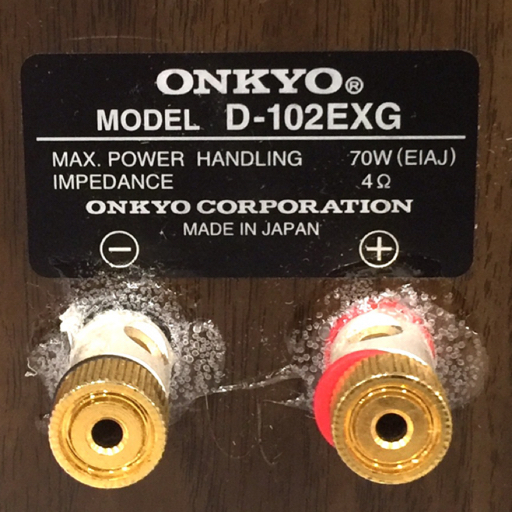 ONKYO®
MODEL D-102EXG
MAX. POWER HANDLING 70W (EIAJ)
IMPEDANCE 4Ω
ONKYO CORPORATION
MADE IN JAPAN
− +